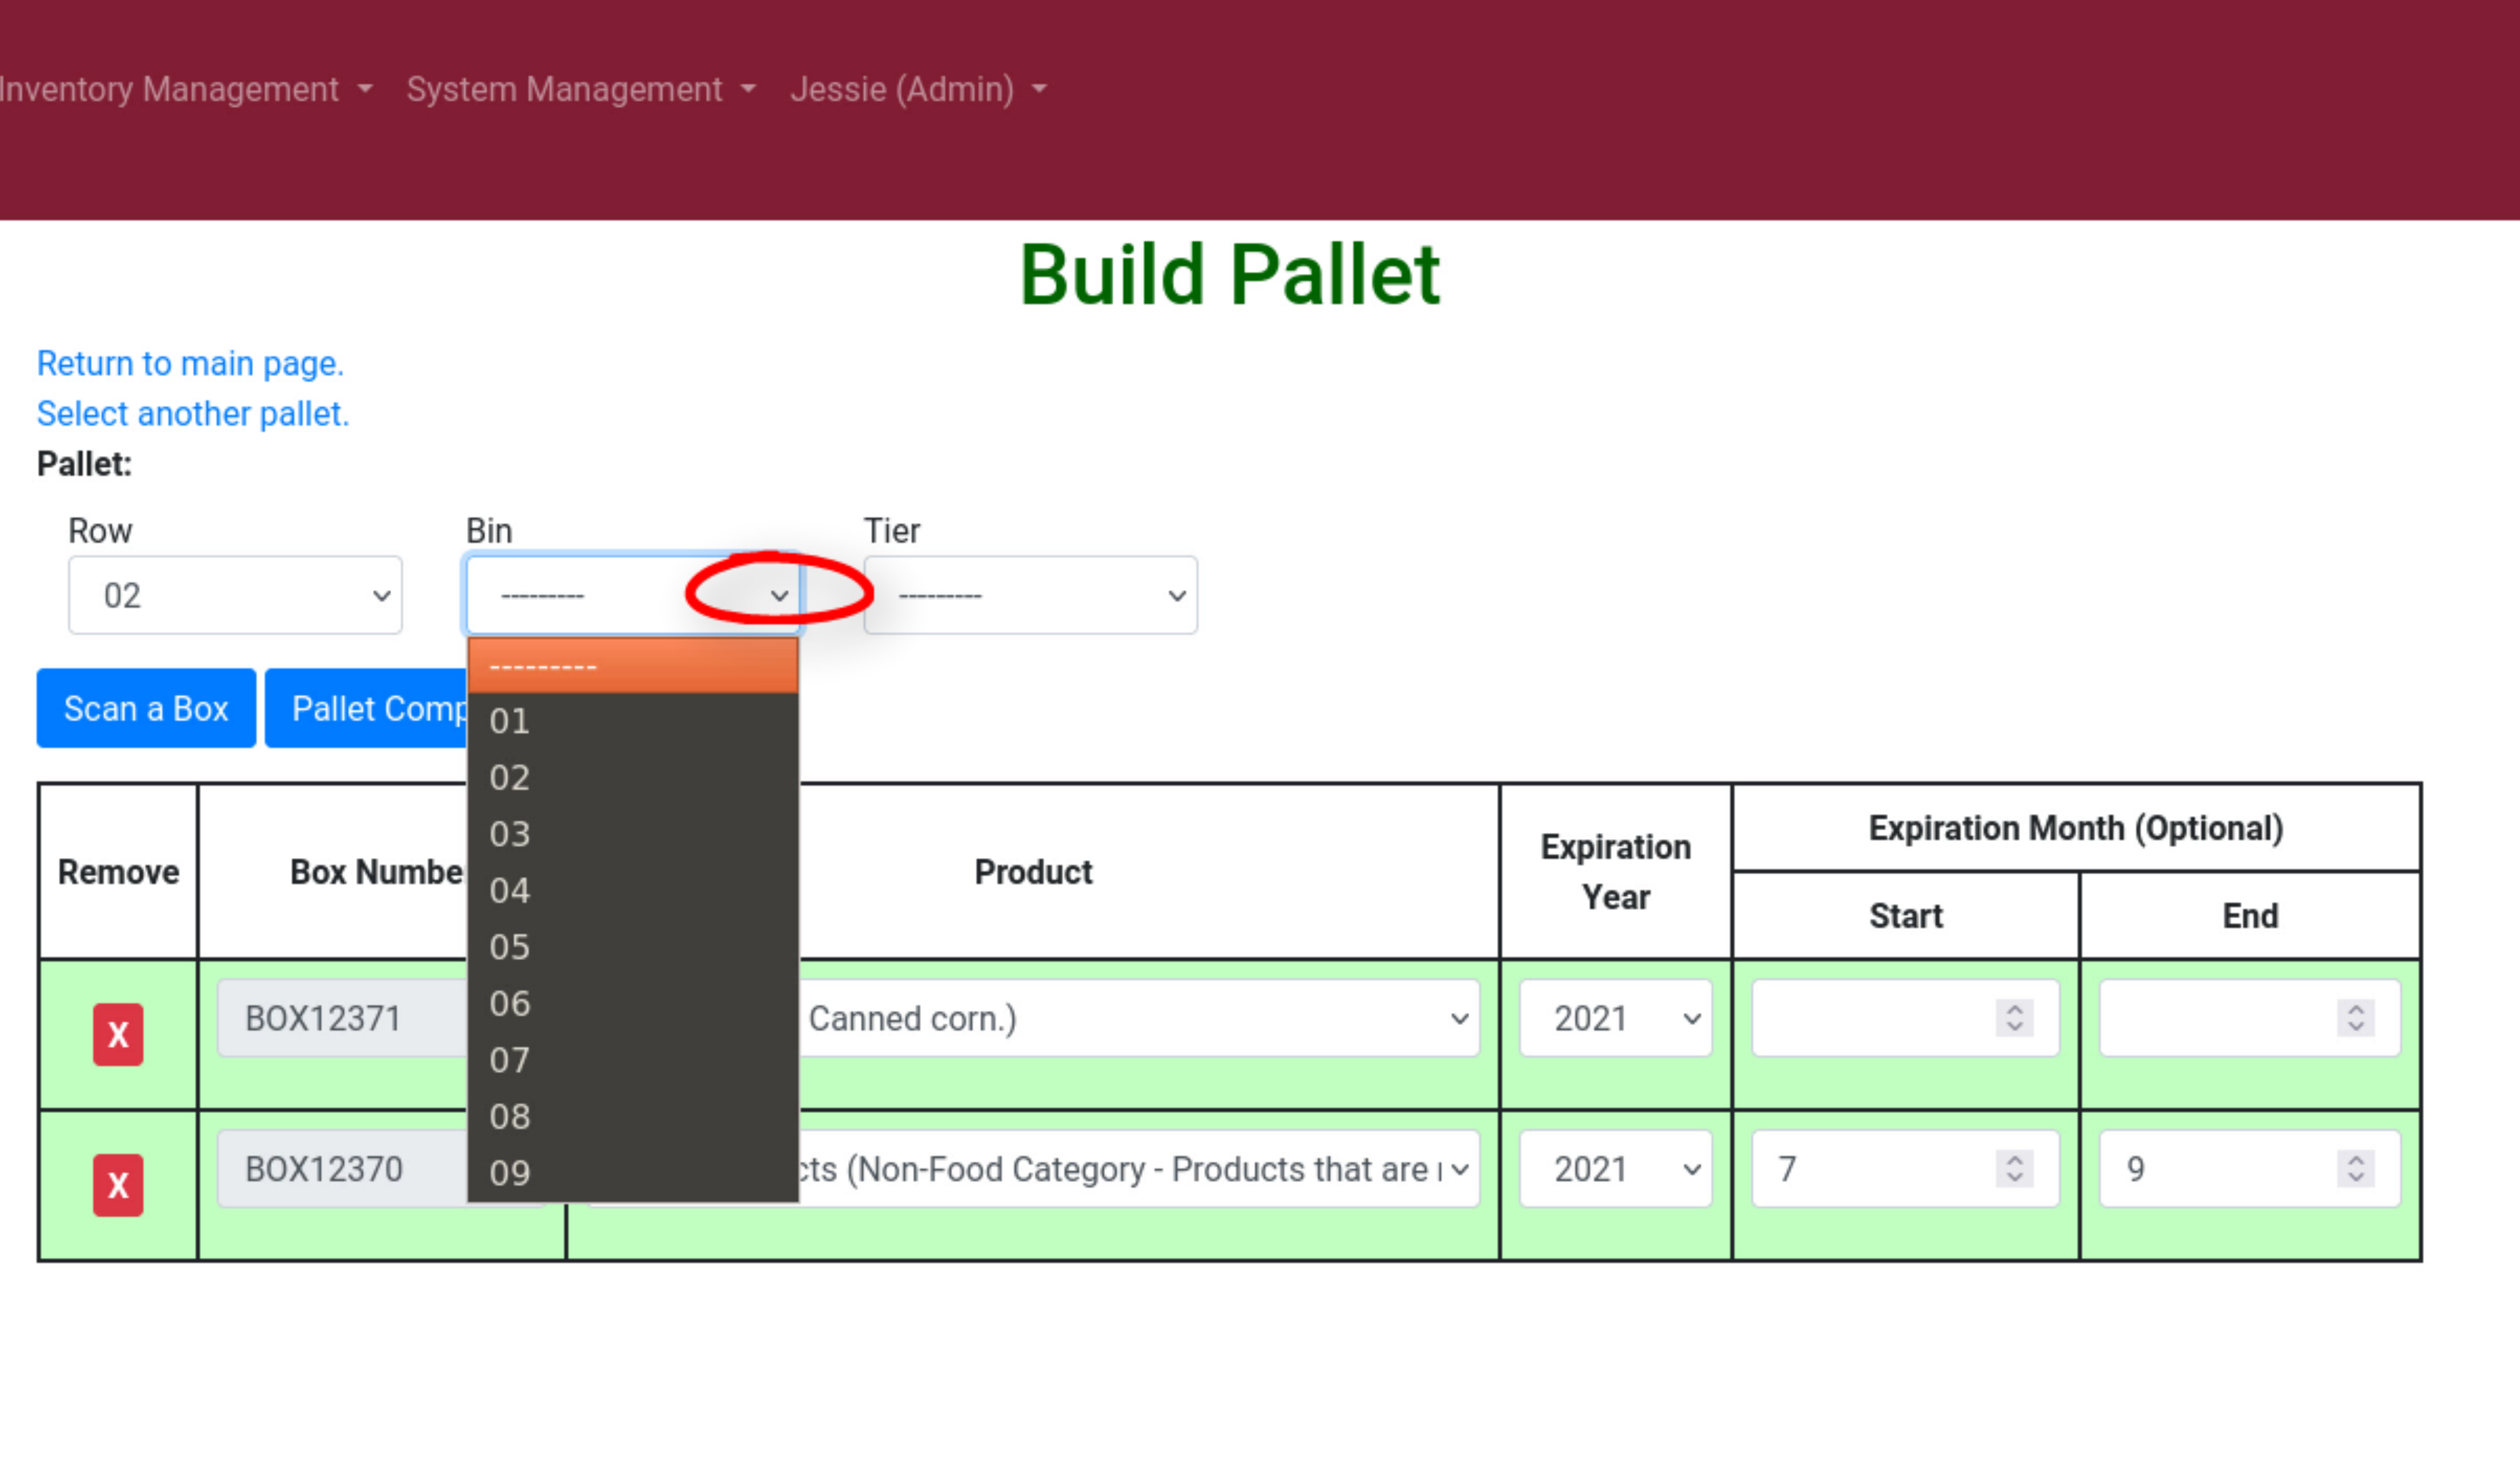 Inventory Management System Management Jessie (Admin)
Build Pallet
Return to main page.
Select another pallet.
Pallet:
Row Bin Tier
02 --------- ---------
---------
01
02
03
04
05
06
07
08
09
Scan a Box Pallet Comp
Remove Box Numbe Product Expiration Year Expiration Month (Optional)
Start End
X BOX12371 Canned corn.) 2021
X BOX12370 cts (Non-Food Category - Products that are 2021 7 9